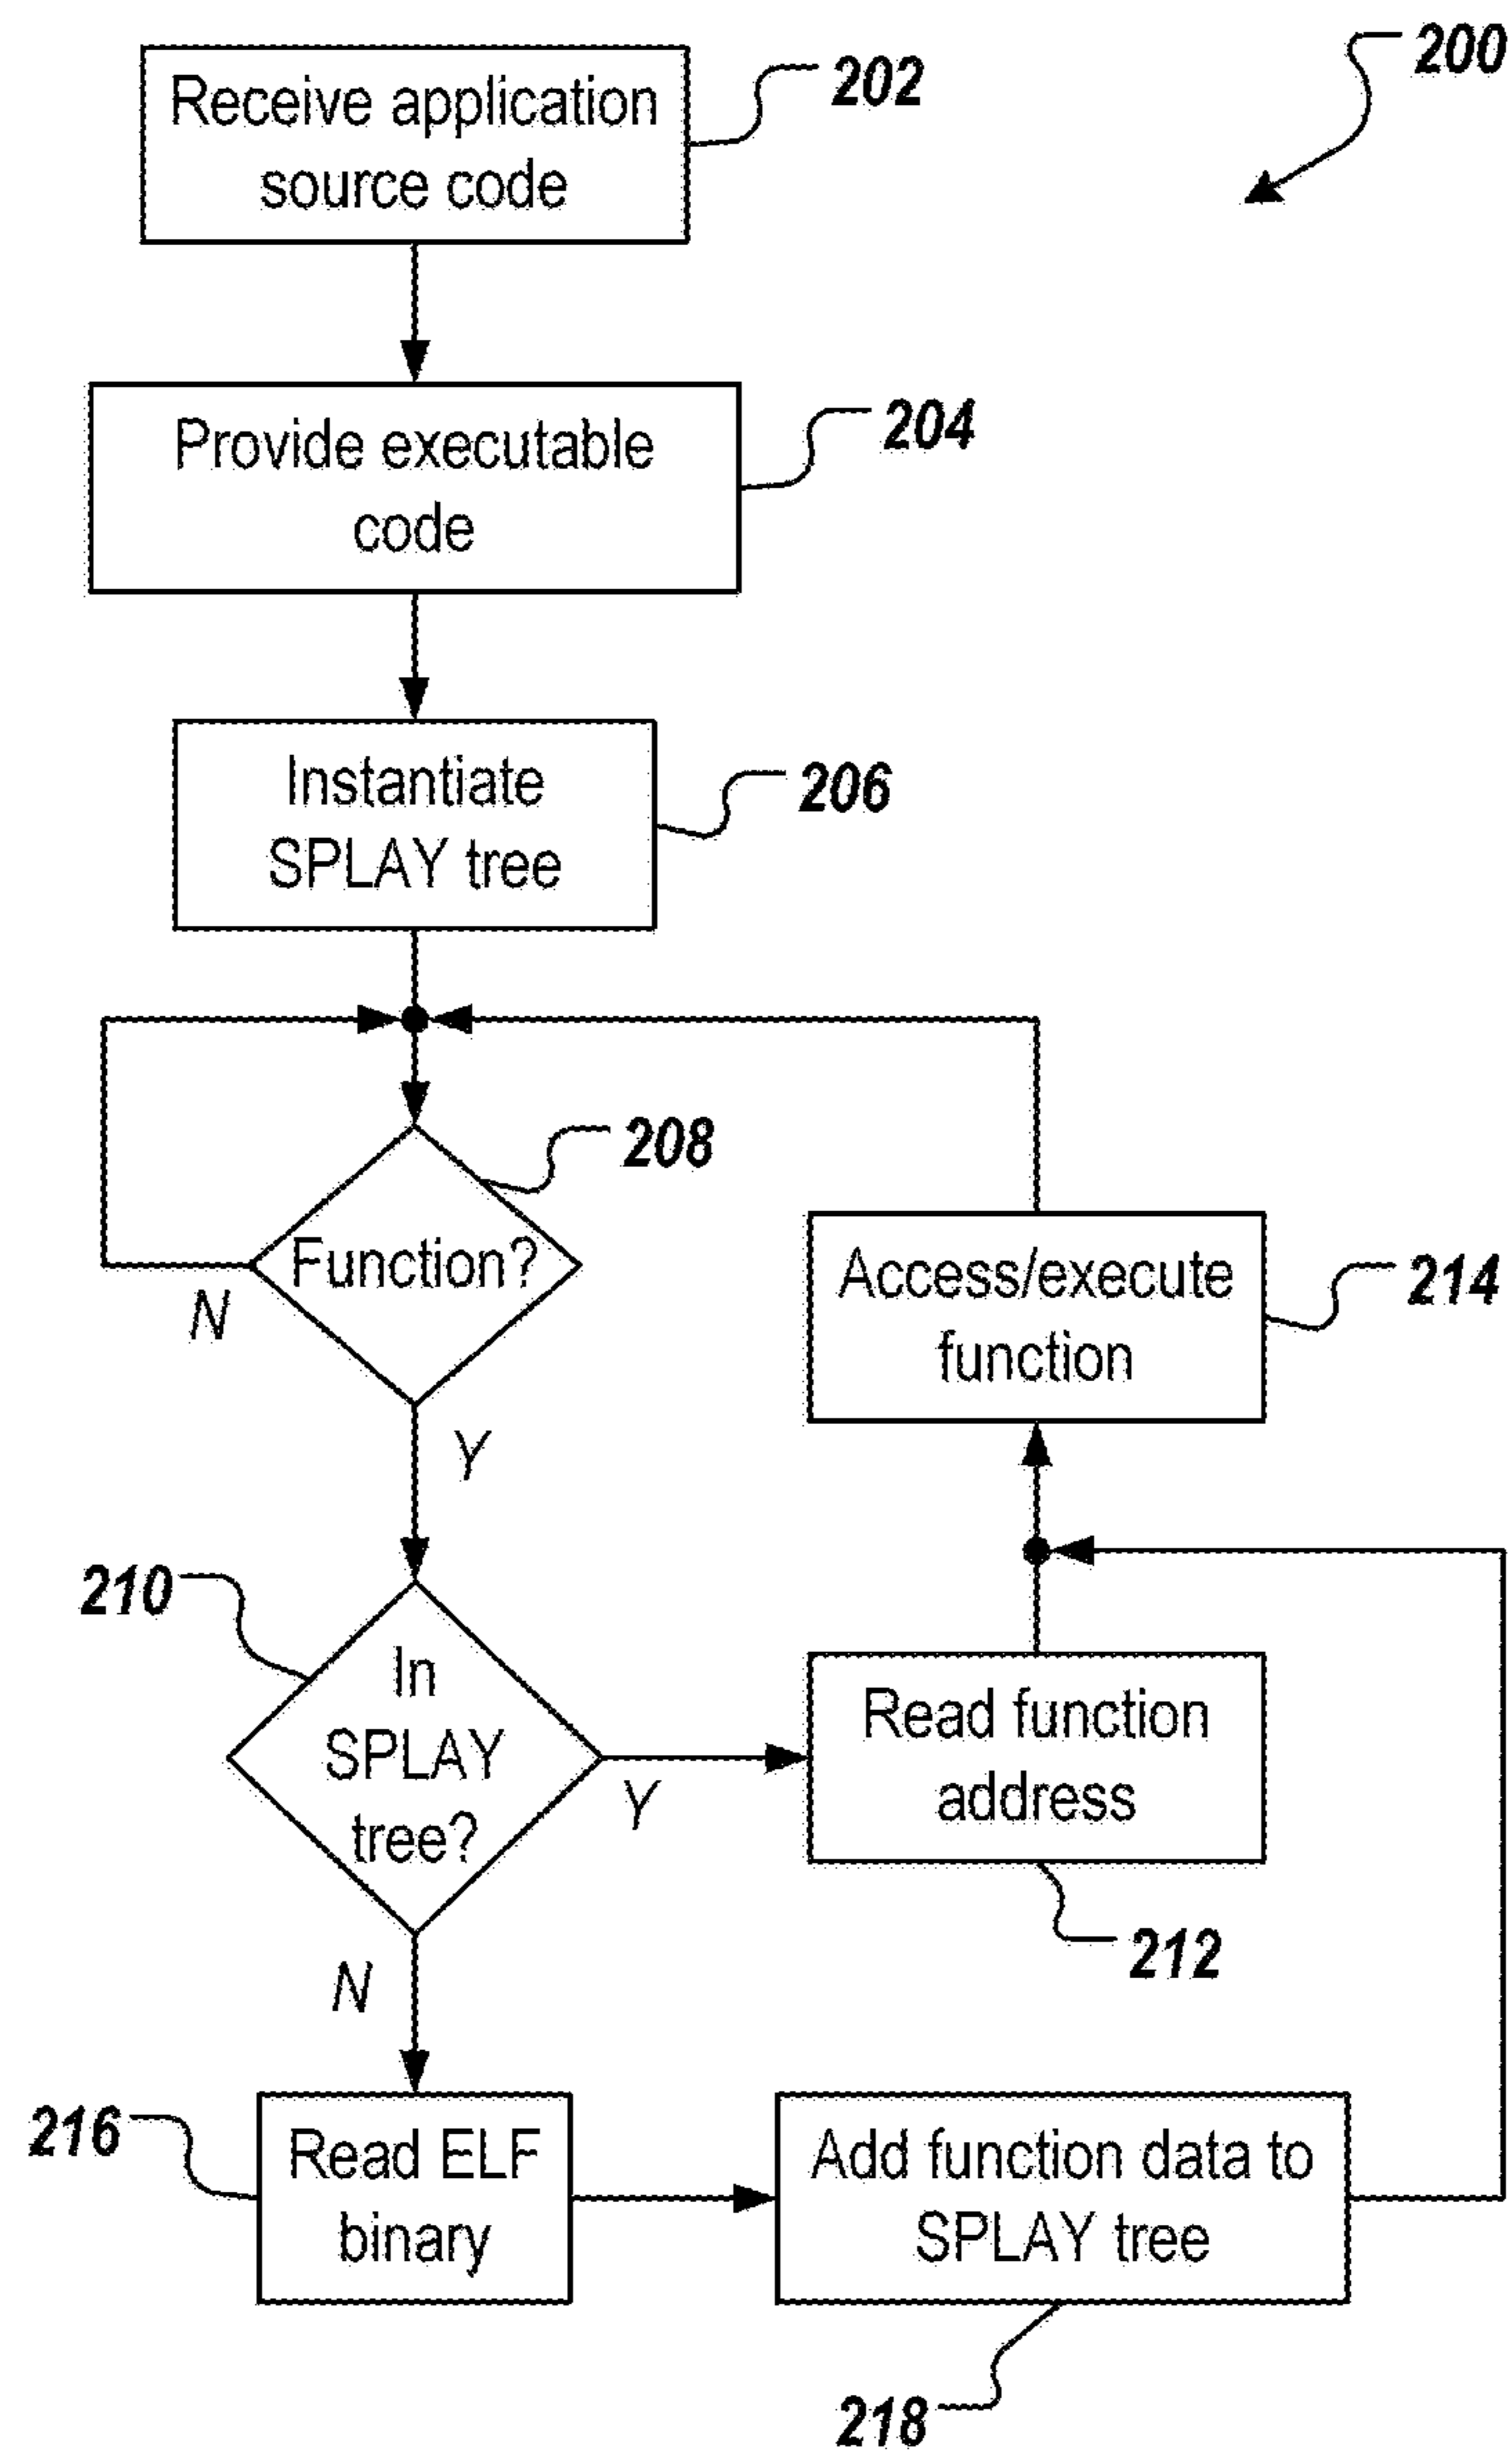 200
Receive application
source code
202
Provide executable
code
204
Instantiate
SPLAY tree
206
Function?
208
N
Y
Access/execute
function
214
210
In
SPLAY
tree?
Y
N
Read function
address
212
216
Read ELF
binary
Add function data to
SPLAY tree
218